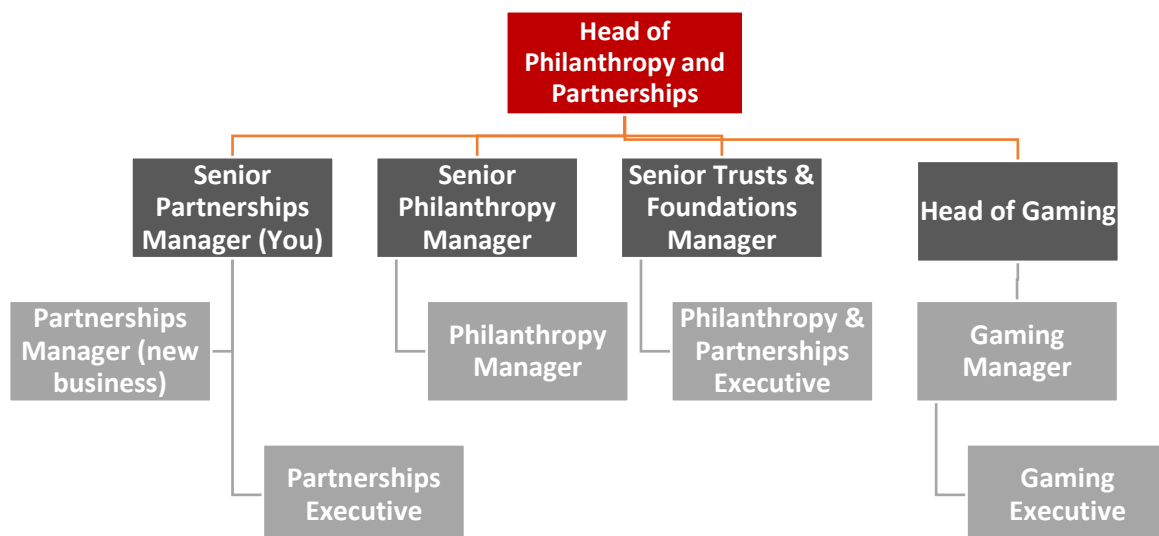 Head of
Philanthropy and
Partnerships
Senior
Partnerships
Manager (You)
Senior
Philanthropy
Manager
Senior Trusts &
Foundations
Manager
Head of Gaming
Partnerships
Manager (new
business)
Philanthropy
Manager
Philanthropy &
Partnerships
Executive
Gaming
Manager
Partnerships
Executive
Gaming
Executive